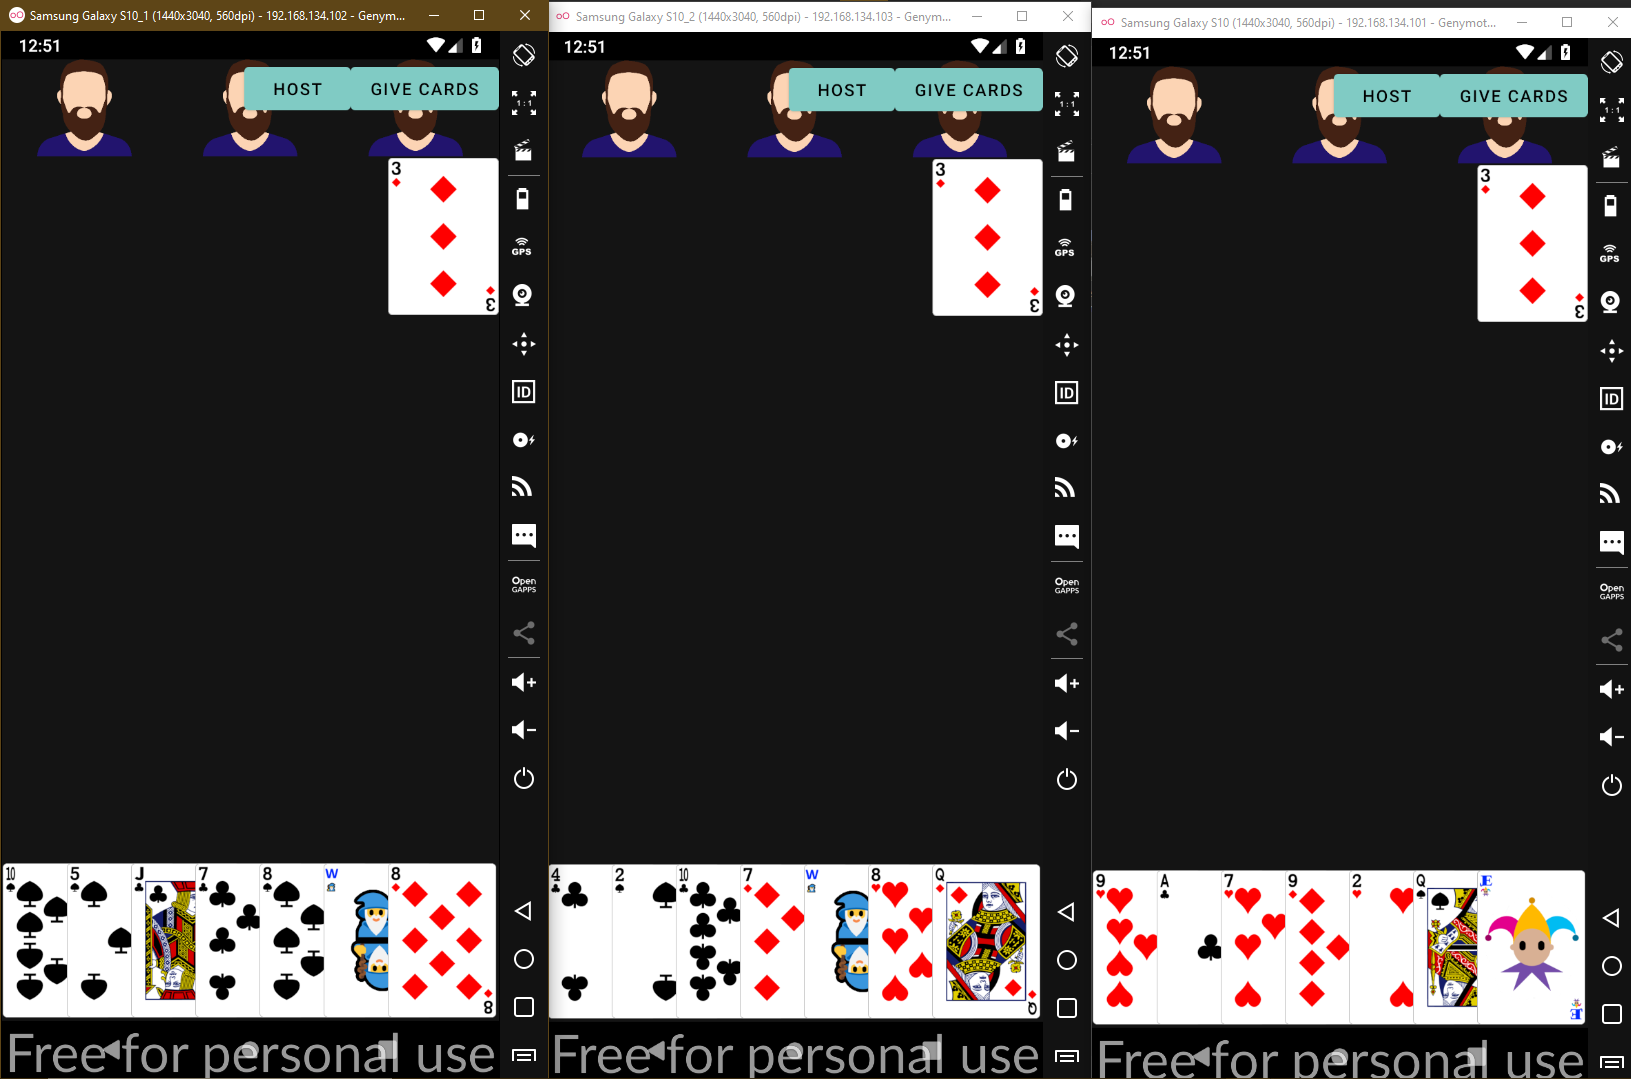 Samsung Galaxy S10_1 (1440x3040, 560dpi) - 192.168.134.102 - Genym...
12:51
HOST
GIVE CARDS
1:1
3
3
GPS
ID
Open
GAPPS
10
5
J
7
8
W
8
8
Free for personal use
Samsung Galaxy S10_2 (1440x3040, 560dpi) - 192.168.134.103 - Genym...
12:51
HOST
GIVE CARDS
1:1
3
3
GPS
ID
Open
GAPPS
4
2
10
7
W
8
Q
Q
Free for personal use
Samsung Galaxy S10 (1440x3040, 560dpi) - 192.168.134.101 - Genymot...
12:51
HOST
GIVE CARDS
1:1
3
3
GPS
ID
Open
GAPPS
9
A
7
9
2
Q
JE
JE
Free for personal use